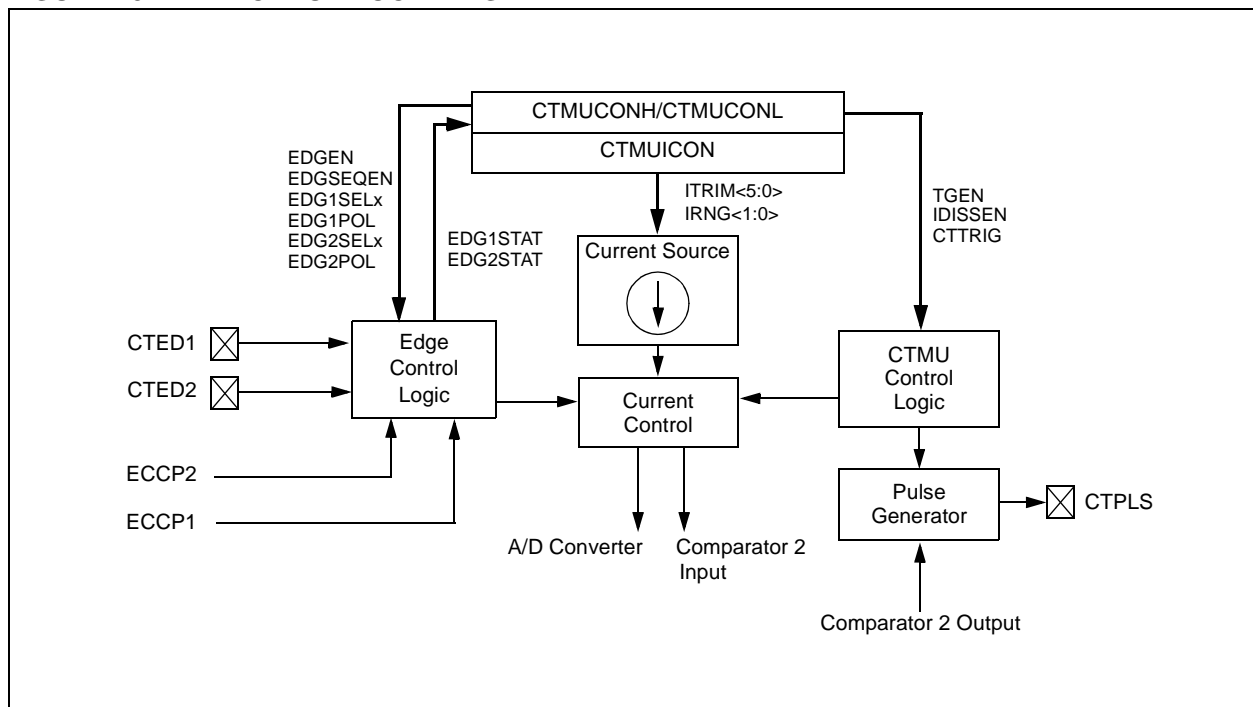 CTMUCONH/CTMUCONL
CTMUICON
EDGEN
EDGSEQEN
EDG1SELx
EDG1POL
EDG2SELx
EDG2POL
EDG1STAT
EDG2STAT
ITRIM<5:0>
IRNG<1:0>
TGEN
IDISSEN
CTTRIG
Current Source
CTED1
CTED2
Edge
Control
Logic
Current
Control
CTMU
Control
Logic
ECCP2
ECCP1
Pulse
Generator
CTPLS
A/D Converter
Comparator 2
Input
Comparator 2 Output